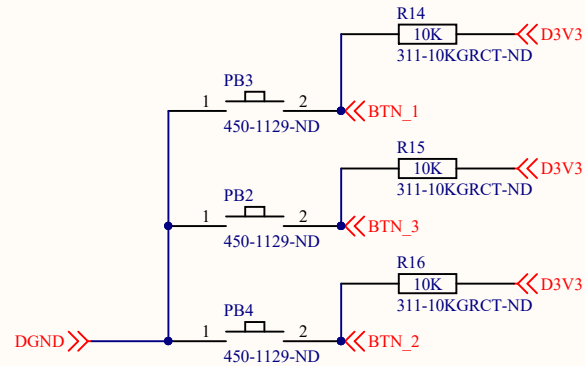 R14
10K
D3V3
311-10KGRCT-ND
PB3
1
2
BTN_1
450-1129-ND
R15
10K
D3V3
311-10KGRCT-ND
PB2
1
2
BTN_3
450-1129-ND
R16
10K
D3V3
311-10KGRCT-ND
PB4
DGND
1
2
BTN_2
450-1129-ND